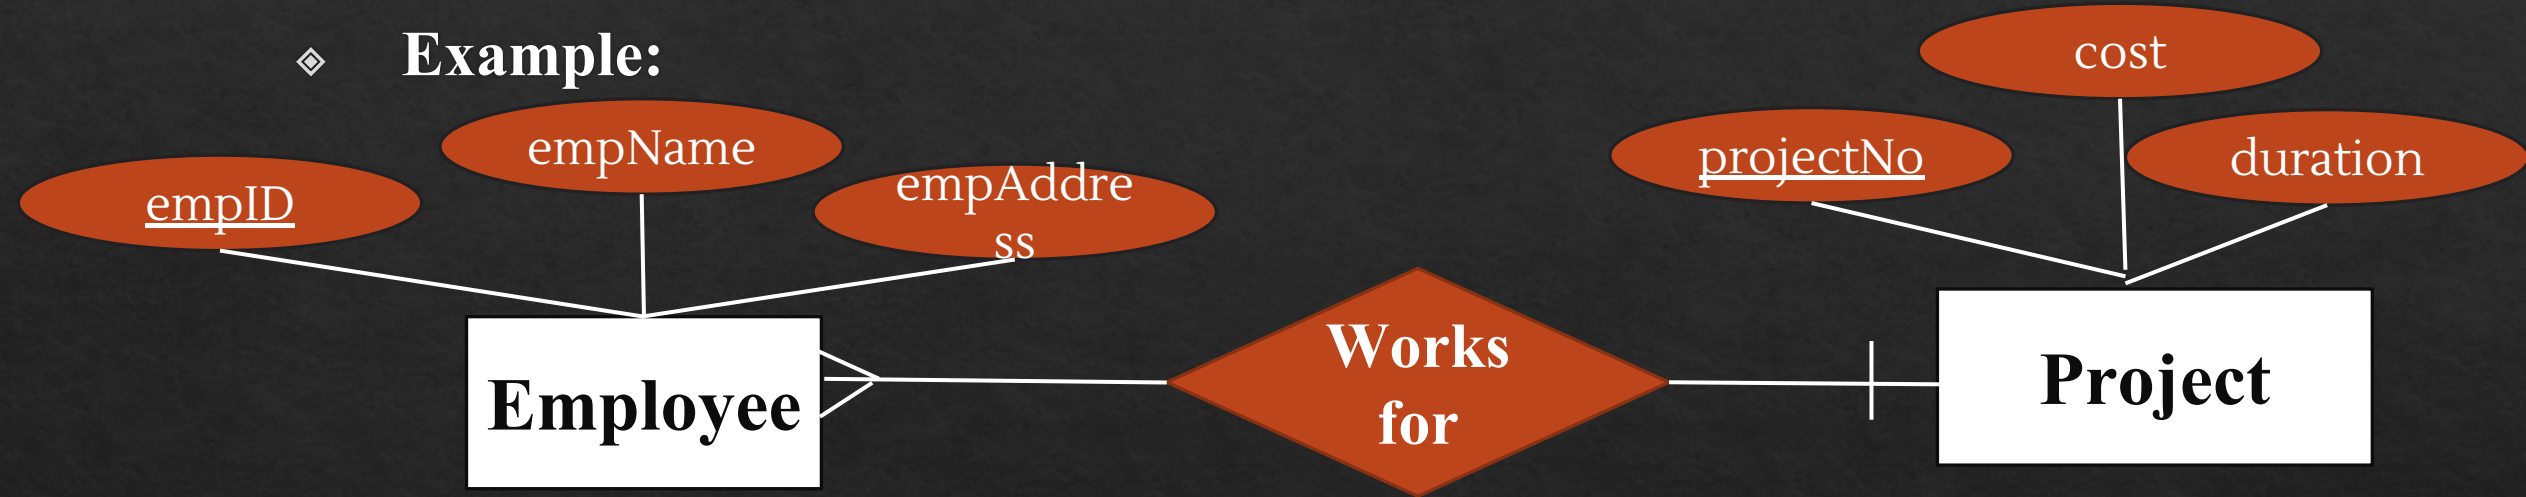 Example:
cost
empName
projectNo
duration
empID
empAddre
ss
Works
for
Employee
Project